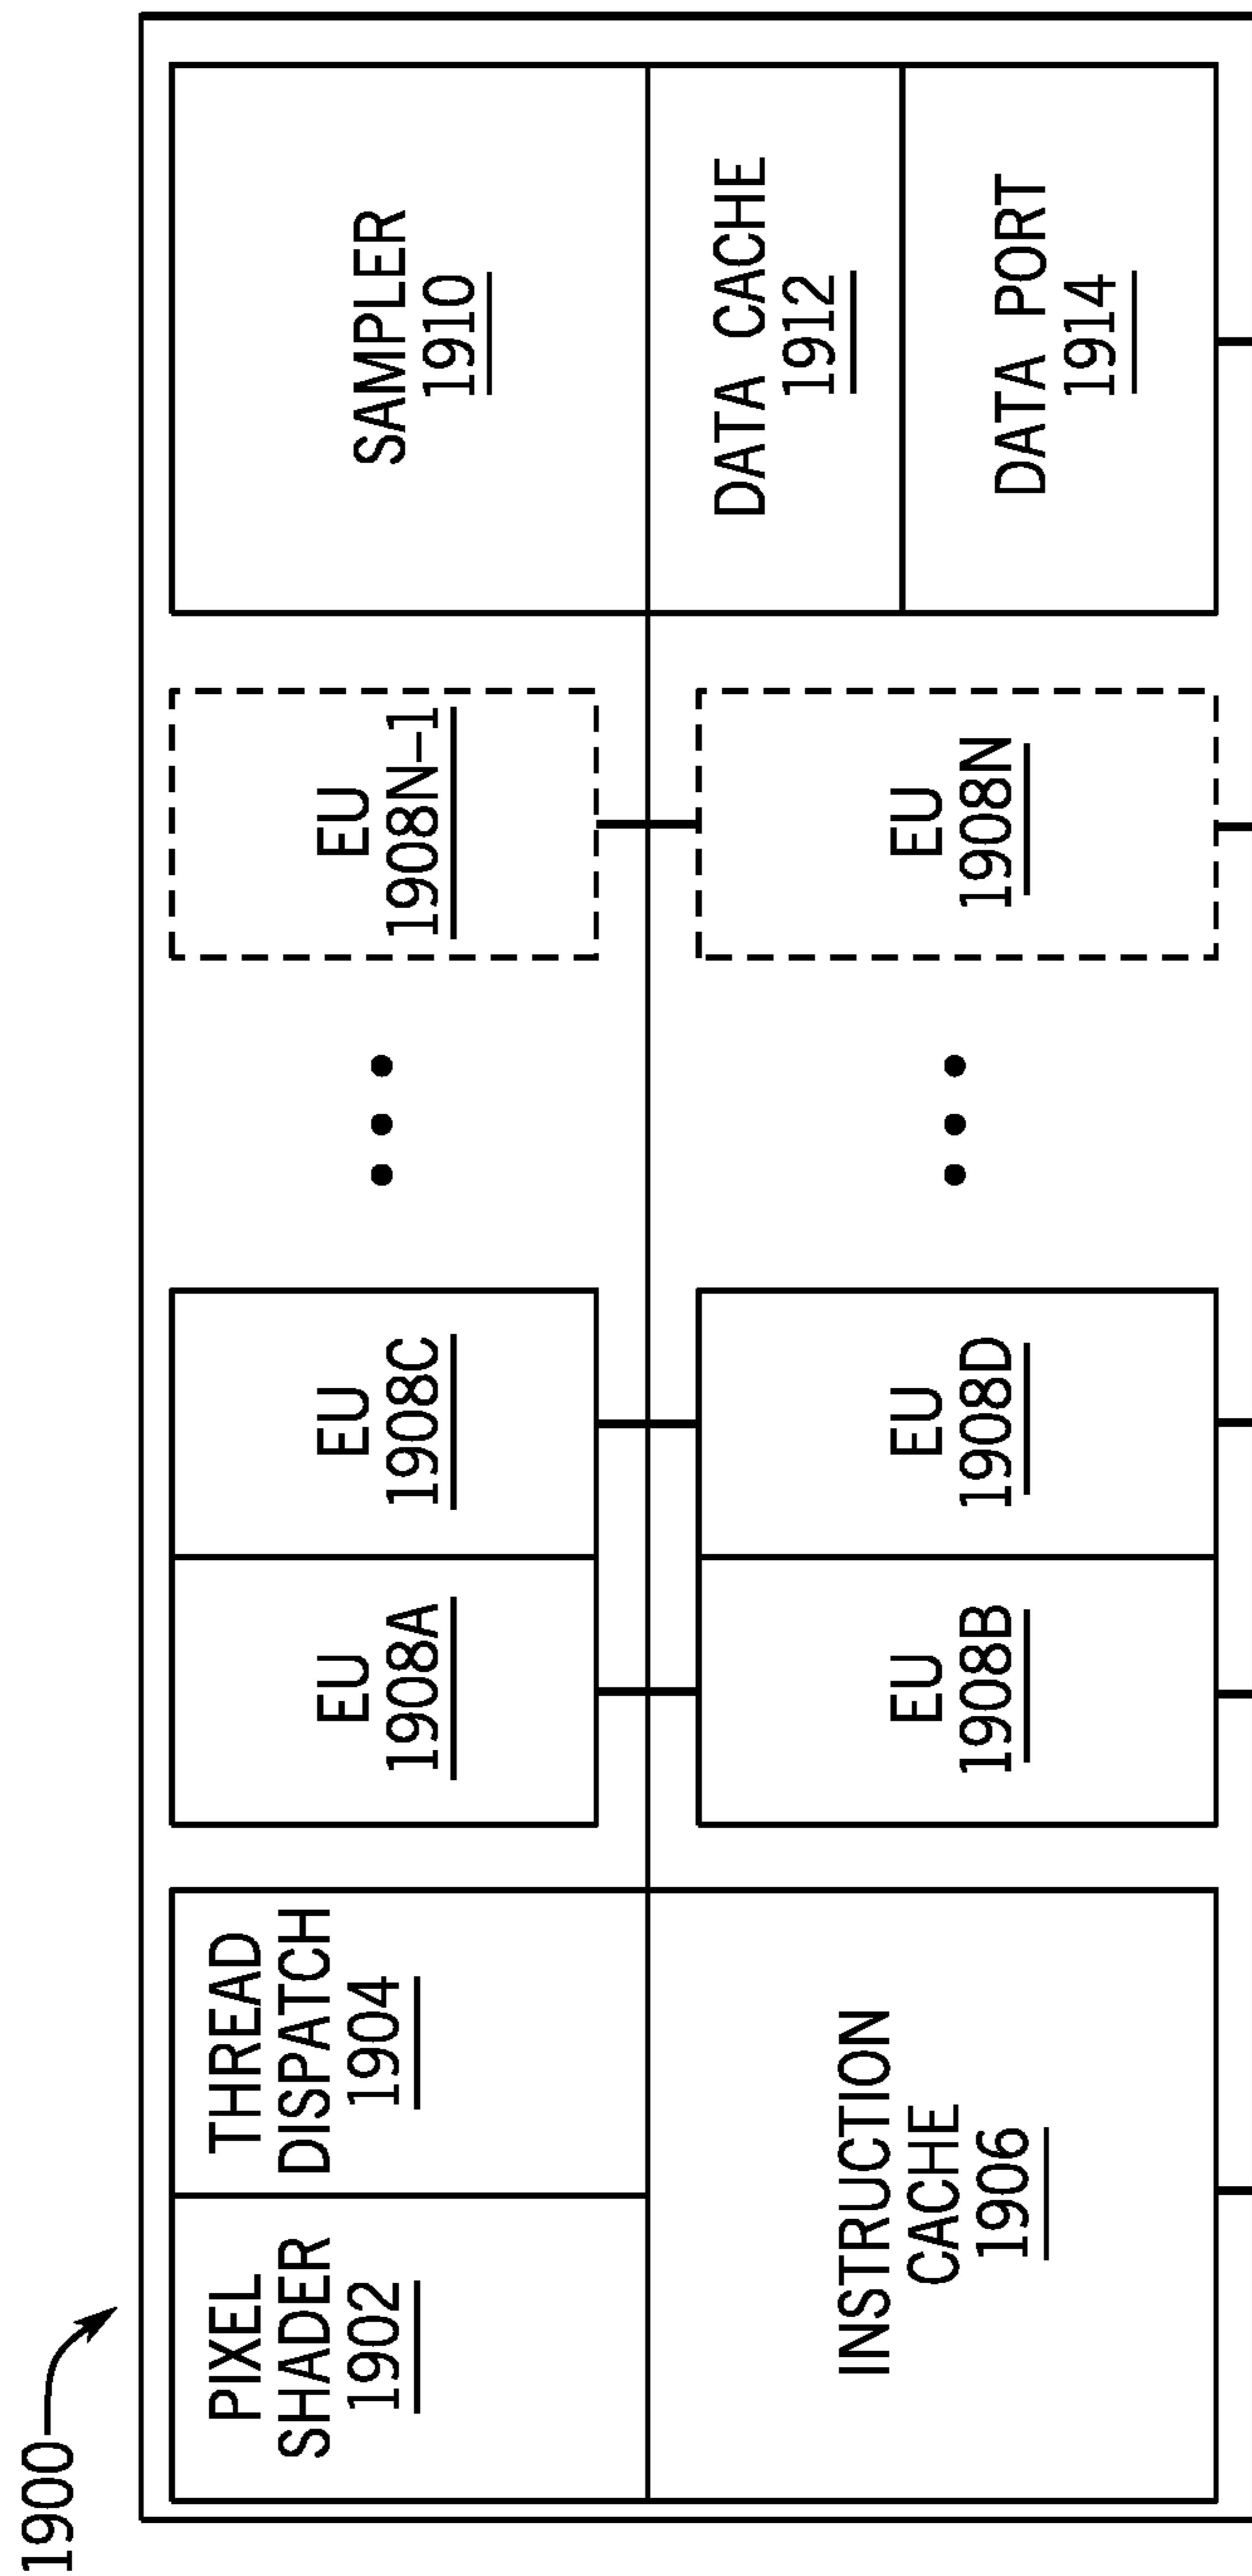 1900
PIXEL
SHADER
1902
THREAD
DISPATCH
1904
EU
1908A
EU
1908C
EU
1908N-1
SAMPLER
1910
INSTRUCTION
CACHE
1906
EU
1908B
EU
1908D
EU
1908N
DATA CACHE
1912
DATA PORT
1914